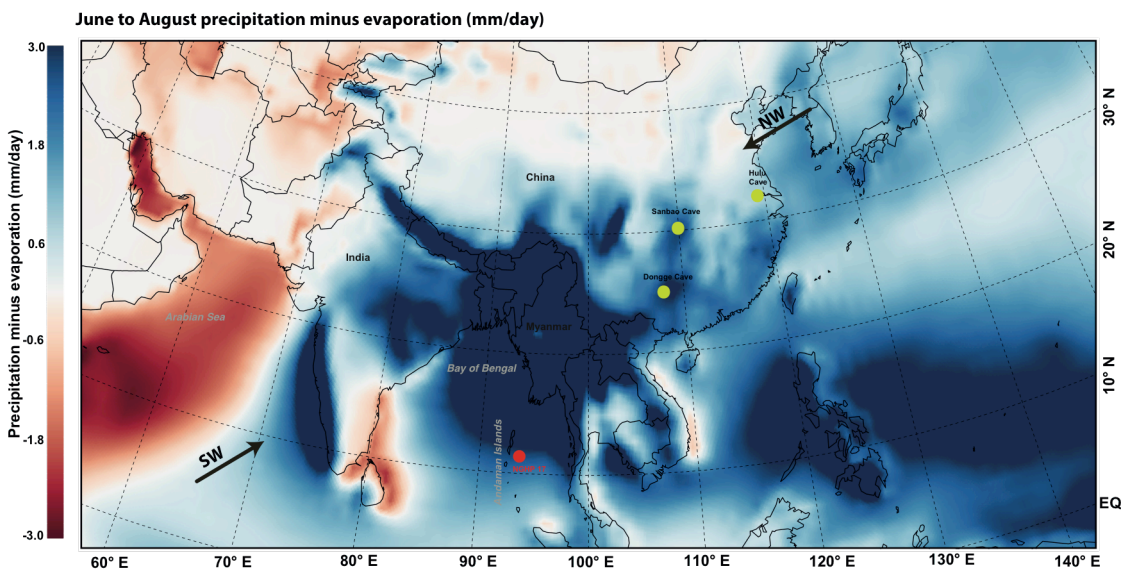 June to August precipitation minus evaporation (mm/day)
Precipitation minus evaporation (mm/day)
3.0
1.8
0.6
-0.6
-1.8
-3.0
NW
30° N
Hulu
Cave
China
Sanbao Cave
20° N
India
Dongge Cave
Arabian Sea
Myanmar
Bay of Bengal
10° N
Andaman Islands
SW
EQ
60° E
70° E
80° E
90° E
100° E
110° E
120° E
130° E
140° E